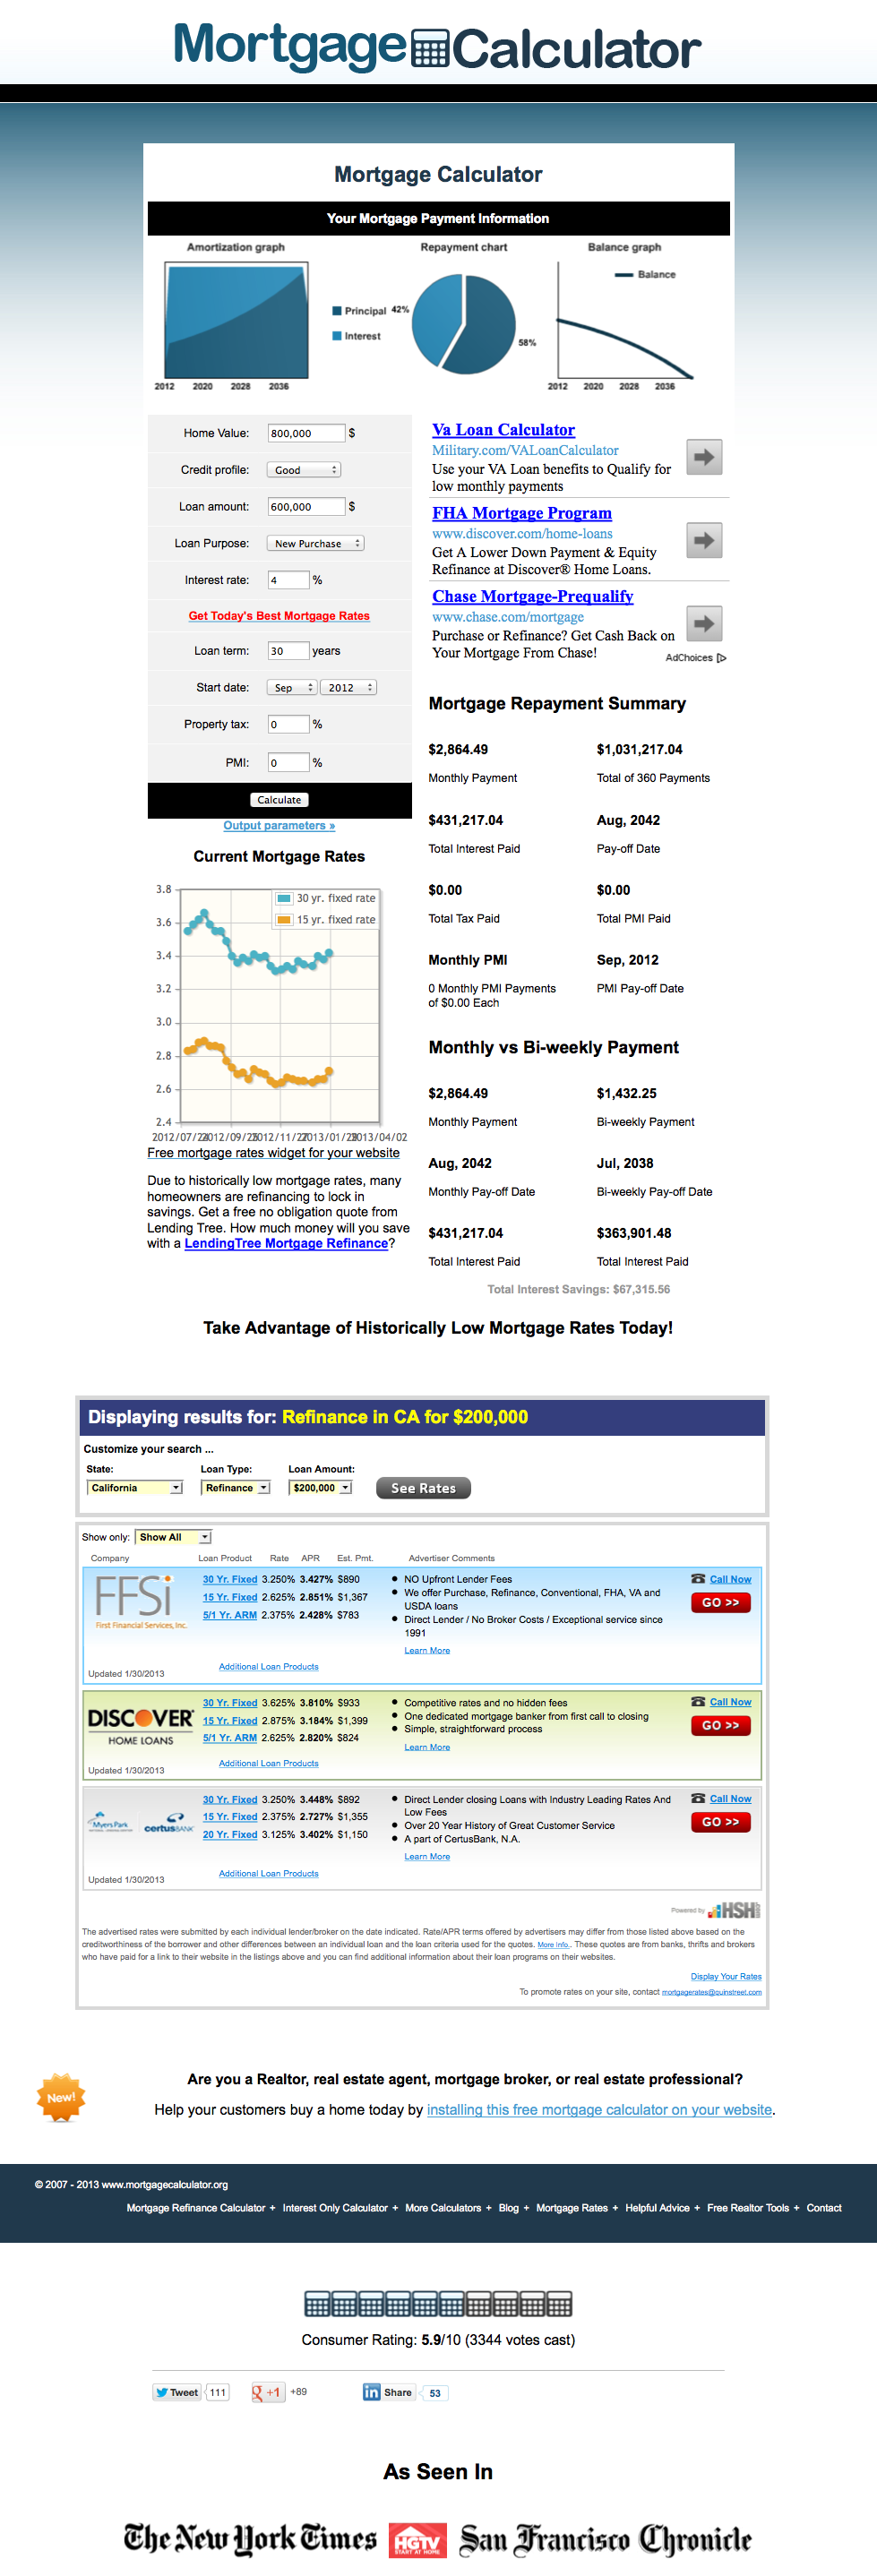 Mortgage Calculator
Mortgage Calculator
Your Mortgage Payment Information
Amortization graph
2012 2020 2028 2036
Repayment chart
Principal 42%
Interest
58%
Balance graph
Balance
2012 2020 2028 2036
Home Value: 800,000 $
Credit profile: Good
Loan amount: 600,000 $
Loan Purpose: New Purchase
Interest rate: 4 %
Get Today's Best Mortgage Rates
Loan term: 30 years
Start date: Sep 2012
Property tax: 0 %
PMI: 0 %
Calculate
Output parameters »
Va Loan Calculator
Military.com/VALoanCalculator
Use your VA Loan benefits to Qualify for
low monthly payments
FHA Mortgage Program
www.discover.com/home-loans
Get A Lower Down Payment & Equity
Refinance at Discover® Home Loans.
Chase Mortgage-Prequalify
www.chase.com/mortgage
Purchase or Refinance? Get Cash Back on
Your Mortgage From Chase!
AdChoices
Current Mortgage Rates
30 yr. fixed rate
15 yr. fixed rate
3.8
3.6
3.4
3.2
3.0
2.8
2.6
2.4
2012/07/24 2012/09/25 2012/11/27 2013/01/29 2013/04/02
Free mortgage rates widget for your website
Due to historically low mortgage rates, many
homeowners are refinancing to lock in
savings. Get a free no obligation quote from
Lending Tree. How much money will you save
with a LendingTree Mortgage Refinance?
Mortgage Repayment Summary
$2,864.49 $1,031,217.04
Monthly Payment Total of 360 Payments
$431,217.04 Aug, 2042
Total Interest Paid Pay-off Date
$0.00 $0.00
Total Tax Paid Total PMI Paid
Monthly PMI Sep, 2012
0 Monthly PMI Payments PMI Pay-off Date
of $0.00 Each
Monthly vs Bi-weekly Payment
$2,864.49 $1,432.25
Monthly Payment Bi-weekly Payment
Aug, 2042 Jul, 2038
Monthly Pay-off Date Bi-weekly Pay-off Date
$431,217.04 $363,901.48
Total Interest Paid Total Interest Paid
Total Interest Savings: $67,315.56
Take Advantage of Historically Low Mortgage Rates Today!
Displaying results for: Refinance in CA for $200,000
Customize your search ...
State: Loan Type: Loan Amount:
California Refinance $200,000 See Rates
Show only: Show All
Company Loan Product Rate APR Est. Pmt. Advertiser Comments
FFSi
First Financial Services, Inc.
Updated 1/30/2013
30 Yr. Fixed 3.250% 3.427% $890
15 Yr. Fixed 2.625% 2.851% $1,367
5/1 Yr. ARM 2.375% 2.428% $783
Additional Loan Products
NO Upfront Lender Fees
We offer Purchase, Refinance, Conventional, FHA, VA and
USDA loans
Direct Lender / No Broker Costs / Exceptional service since
1991
Learn More
Call Now
GO >>
DISCOVER
HOME LOANS
Updated 1/30/2013
30 Yr. Fixed 3.625% 3.810% $933
15 Yr. Fixed 2.875% 3.184% $1,399
5/1 Yr. ARM 2.625% 2.820% $824
Additional Loan Products
Competitive rates and no hidden fees
One dedicated mortgage banker from first call to closing
Simple, straightforward process
Learn More
Call Now
GO >>
Myers Park
certusBANK
Updated 1/30/2013
30 Yr. Fixed 3.250% 3.448% $892
15 Yr. Fixed 2.375% 2.727% $1,355
20 Yr. Fixed 3.125% 3.402% $1,150
Additional Loan Products
Direct Lender closing Loans with Industry Leading Rates And
Low Fees
Over 20 Year History of Great Customer Service
A part of CertusBank, N.A.
Learn More
Call Now
GO >>
Powered by HSH
The advertised rates were submitted by each individual lender/broker on the date indicated. Rate/APR terms offered by advertisers may differ from those listed above based on the
creditworthiness of the borrower and other differences between an individual loan and the loan criteria used for the quotes. More Info.. These quotes are from banks, thrifts and brokers
who have paid for a link to their website in the listings above and you can find additional information about their loan programs on their websites.
Display Your Rates
To promote rates on your site, contact mortgagerates@quinstreet.com
New!
Are you a Realtor, real estate agent, mortgage broker, or real estate professional?
Help your customers buy a home today by installing this free mortgage calculator on your website.
© 2007 - 2013 www.mortgagecalculator.org
Mortgage Refinance Calculator + Interest Only Calculator + More Calculators + Blog + Mortgage Rates + Helpful Advice + Free Realtor Tools + Contact
Consumer Rating: 5.9/10 (3344 votes cast)
Tweet 111 g +1 +89 in Share 53
As Seen In
The New York Times HGTV START AT HOME San Francisco Chronicle